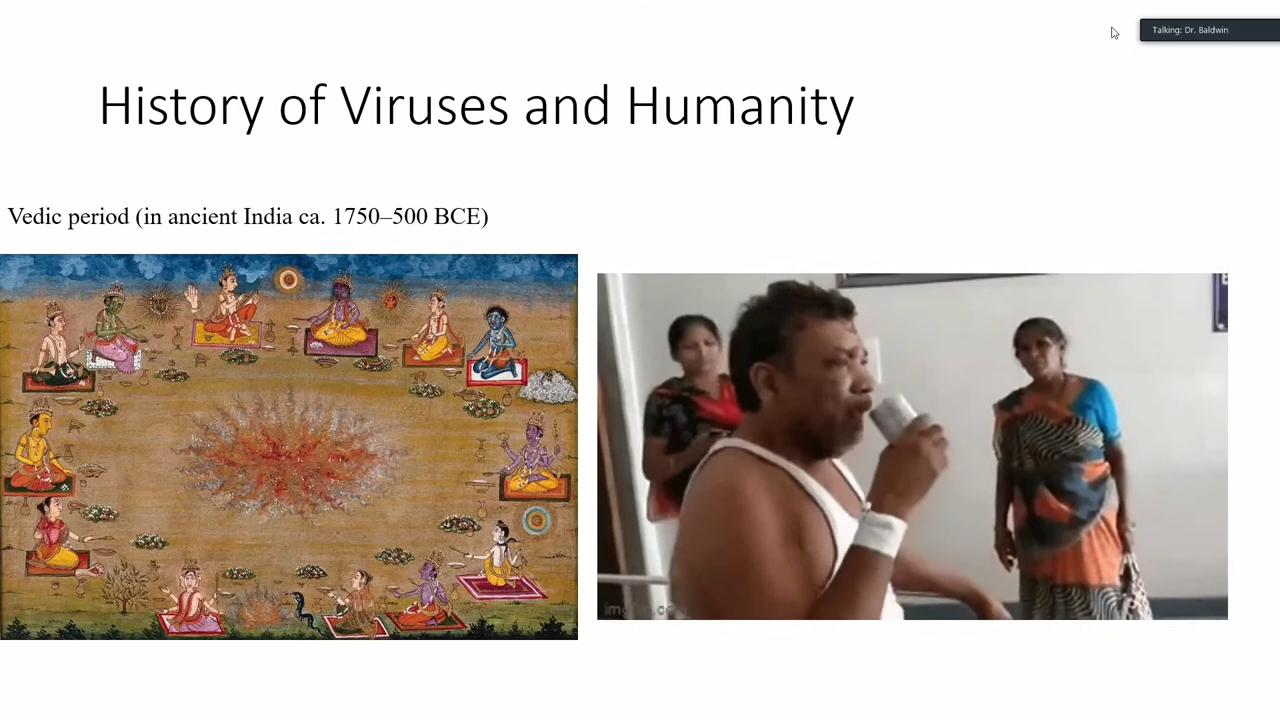 Talking: Dr. Baldwin
History of Viruses and Humanity
Vedic period (in ancient India ca. 1750–500 BCE)